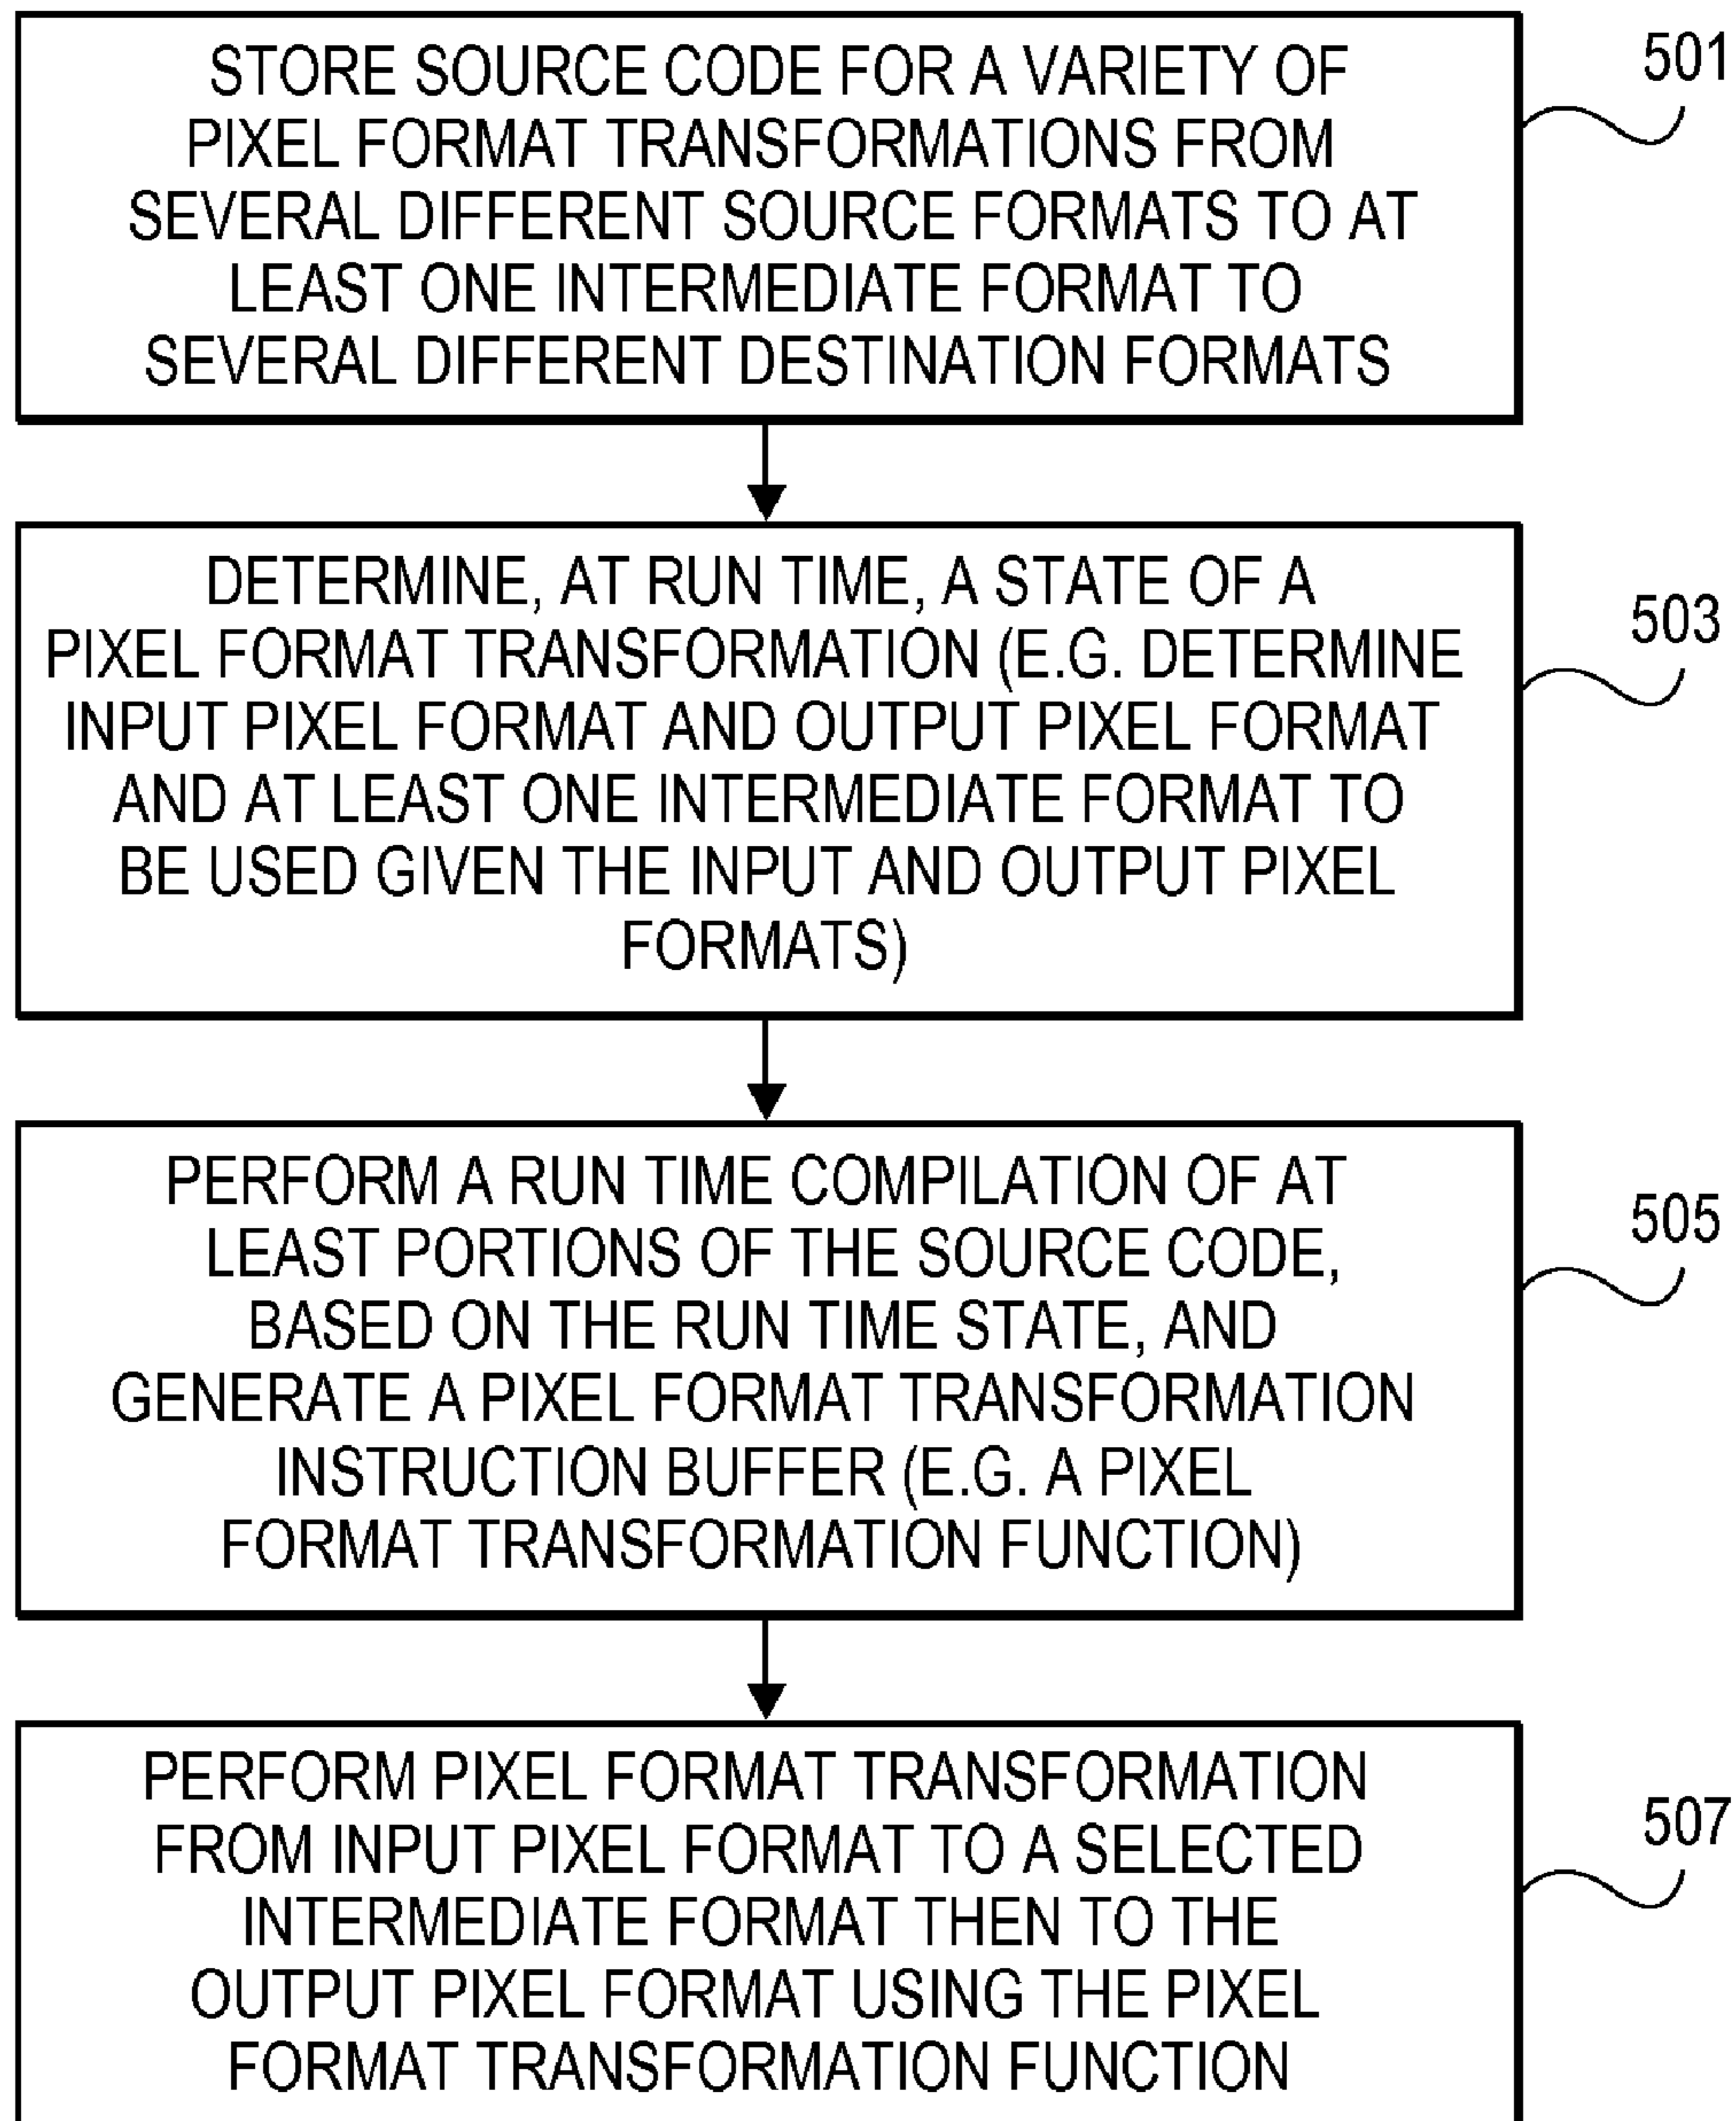 STORE SOURCE CODE FOR A VARIETY OF
PIXEL FORMAT TRANSFORMATIONS FROM
SEVERAL DIFFERENT SOURCE FORMATS TO AT
LEAST ONE INTERMEDIATE FORMAT TO
SEVERAL DIFFERENT DESTINATION FORMATS
501
DETERMINE, AT RUN TIME, A STATE OF A
PIXEL FORMAT TRANSFORMATION (E.G. DETERMINE
INPUT PIXEL FORMAT AND OUTPUT PIXEL FORMAT
AND AT LEAST ONE INTERMEDIATE FORMAT TO
BE USED GIVEN THE INPUT AND OUTPUT PIXEL
FORMATS)
503
PERFORM A RUN TIME COMPILATION OF AT
LEAST PORTIONS OF THE SOURCE CODE,
BASED ON THE RUN TIME STATE, AND
GENERATE A PIXEL FORMAT TRANSFORMATION
INSTRUCTION BUFFER (E.G. A PIXEL
FORMAT TRANSFORMATION FUNCTION)
505
PERFORM PIXEL FORMAT TRANSFORMATION
FROM INPUT PIXEL FORMAT TO A SELECTED
INTERMEDIATE FORMAT THEN TO THE
OUTPUT PIXEL FORMAT USING THE PIXEL
FORMAT TRANSFORMATION FUNCTION
507